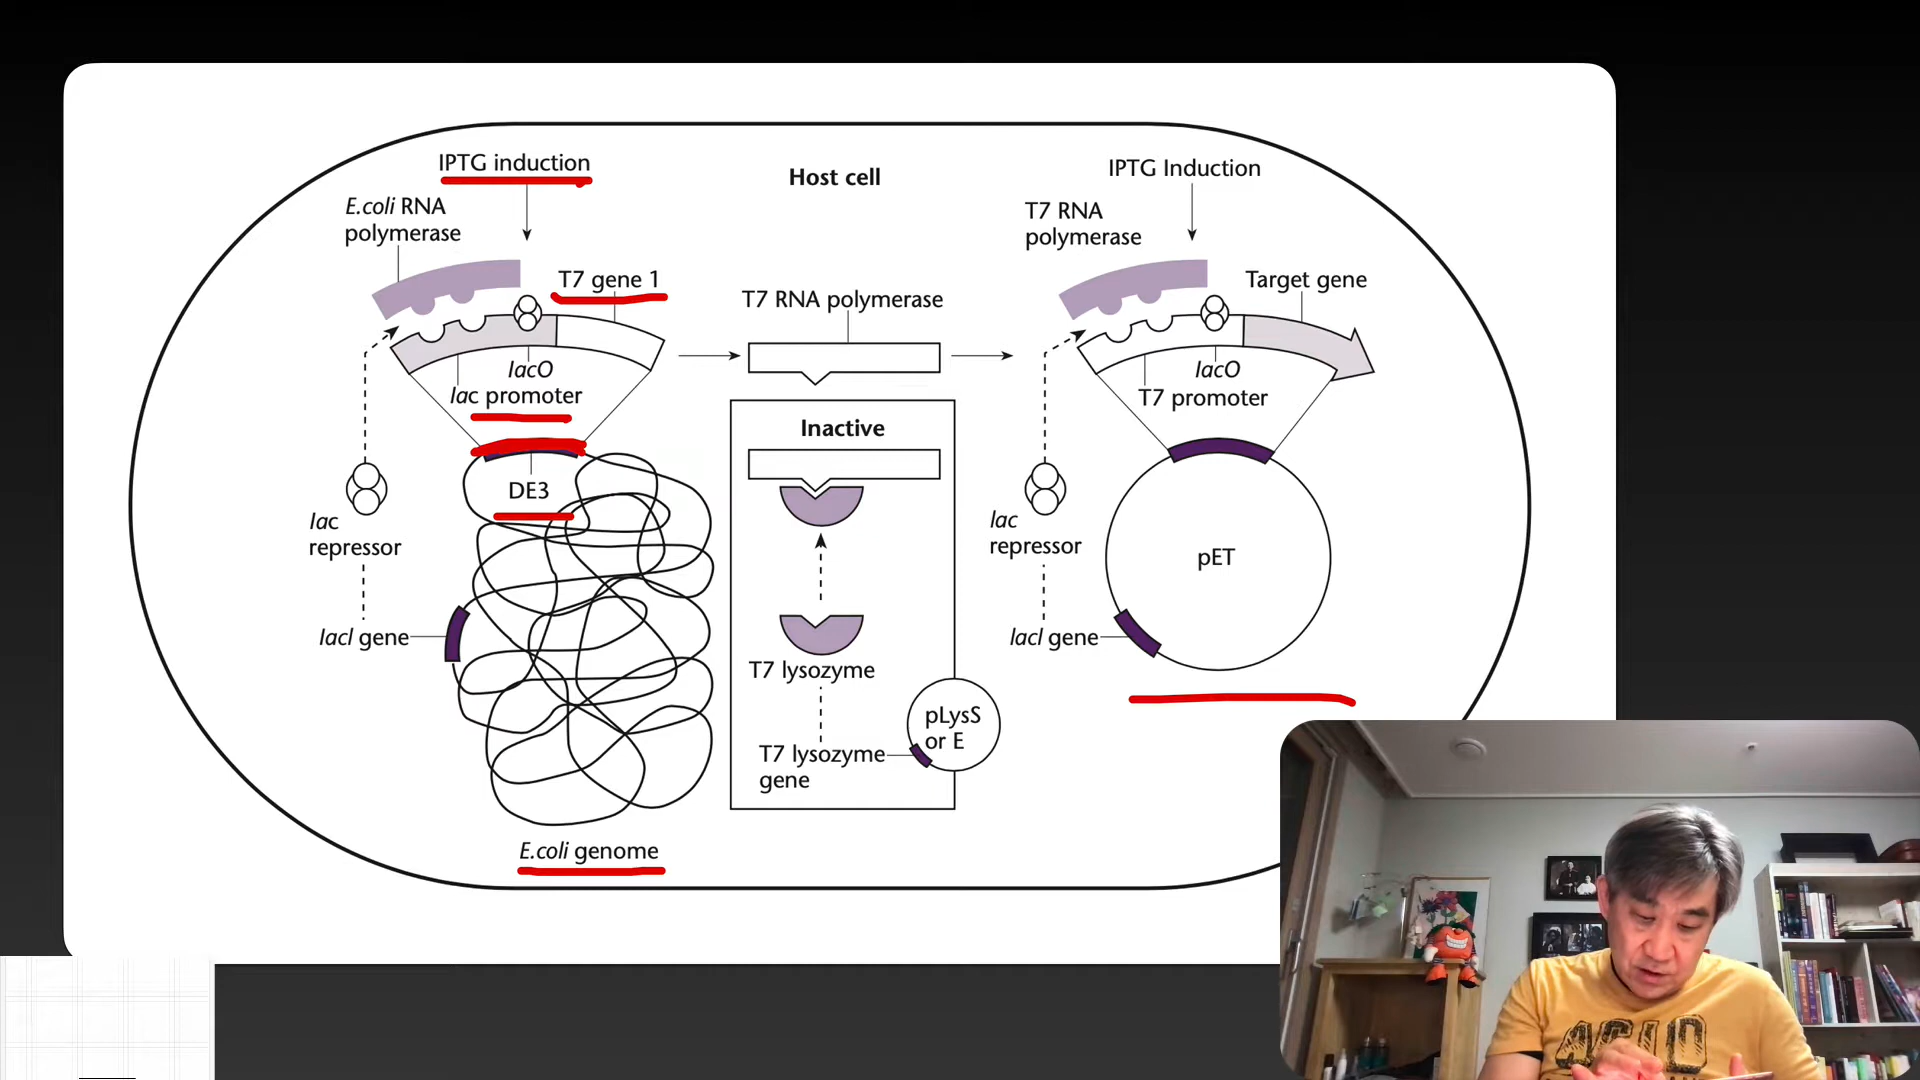 IPTG induction
Host cell
IPTG Induction
E.coli RNA
polymerase
T7 RNA
polymerase
T7 gene 1
T7 RNA polymerase
Target gene
lacO
lac promoter
lacO
T7 promoter
Inactive
DE3
lac
repressor
lac
repressor
pET
lacI gene
T7 lysozyme
lacI gene
pLysS
or E
T7 lysozyme
gene
E.coli genome
ACID